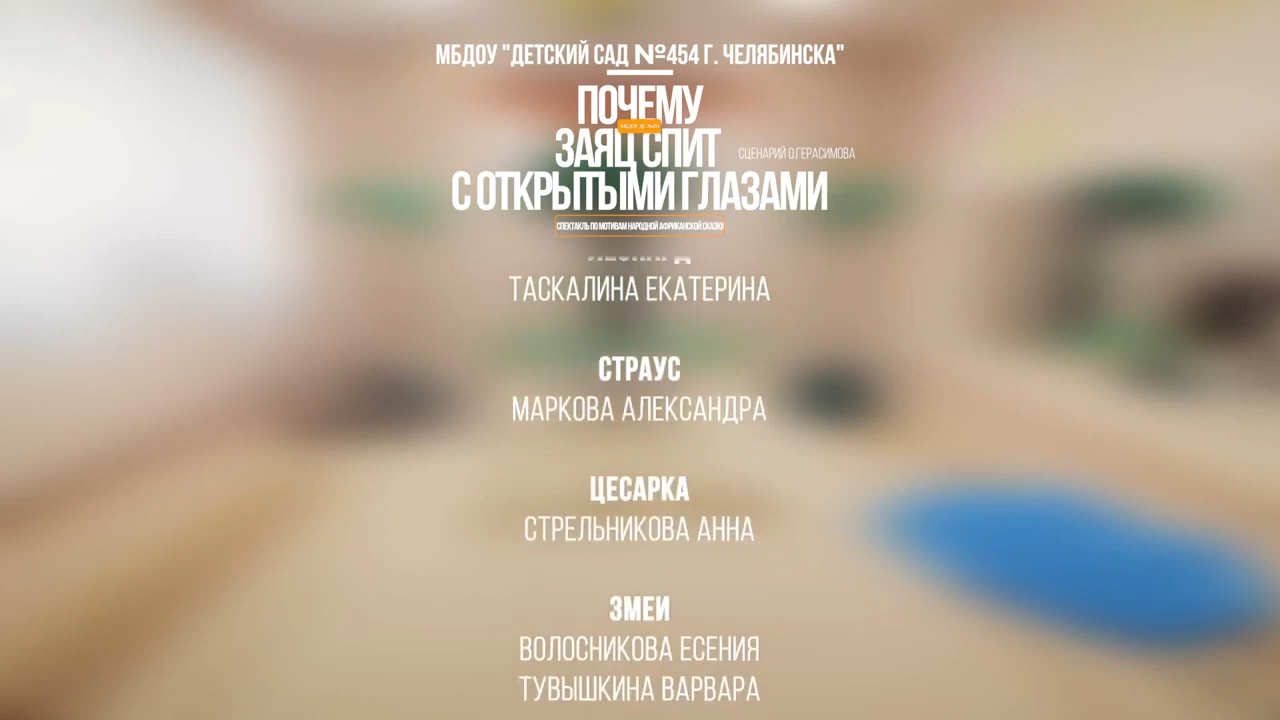 МБДОУ "ДЕТСКИЙ САД №454 Г. ЧЕЛЯБИНСКА"
ПОЧЕМУ
ЗАЯЦ СПИТ
С ОТКРЫТЫМИ ГЛАЗАМИ
СЦЕНАРИЙ О.ГЕРАСИМОВА
СПЕКТАКЛЬ ПО МОТИВАМ НАРОДНОЙ АФРИКАНСКОЙ СКАЗКИ
ТАСКАЛИНА ЕКАТЕРИНА
СТРАУС
МАРКОВА АЛЕКСАНДРА
ЦЕСАРКА
СТРЕЛЬНИКОВА АННА
ЗМЕИ
ВОЛОСНИКОВА ЕСЕНИЯ
ТУВЫШКИНА ВАРВАРА